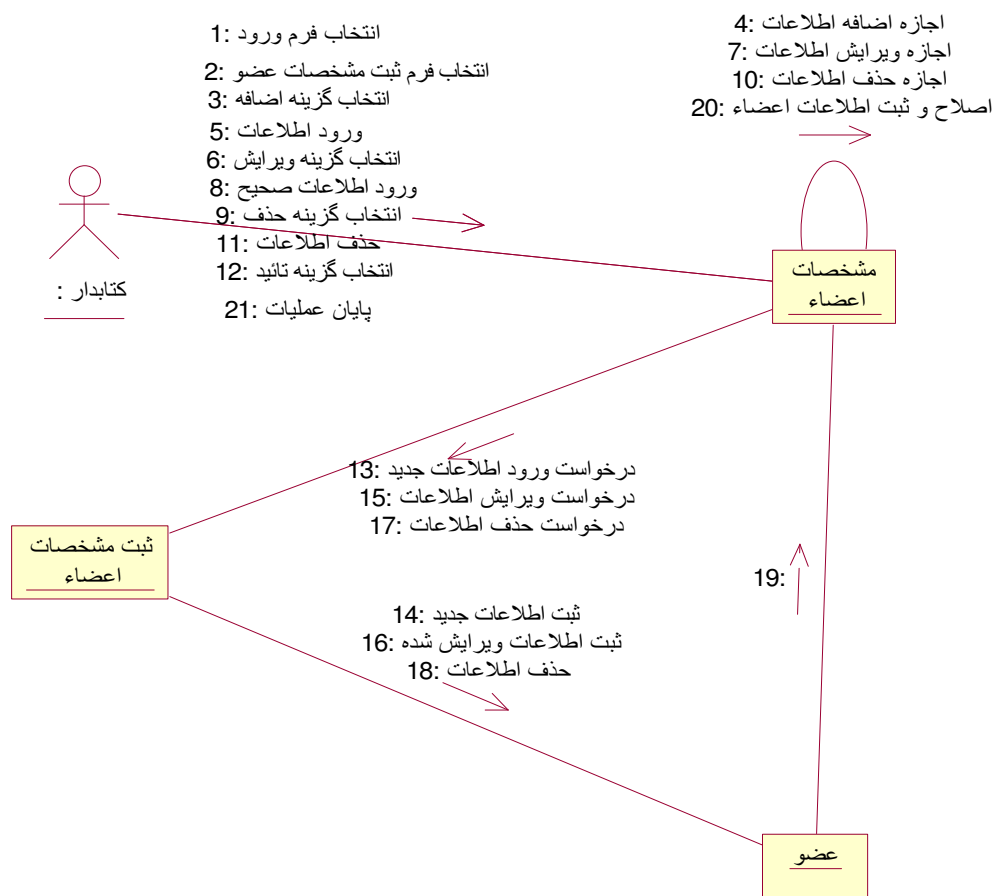 1: انتخاب فرم ورود
2: انتخاب فرم ثبت مشخصات عضو
3: انتخاب گزینه اضافه
5: ورود اطلاعات
6: انتخاب گزینه ویرایش
8: ورود اطلاعات صحیح
9: انتخاب گزینه حذف
11: حذف اطلاعات
12: انتخاب گزینه تائید
21: پایان عملیات
4: اجازه اضافه اطلاعات
7: اجازه ویرایش اطلاعات
10: اجازه حذف اطلاعات
20: اصلاح و ثبت اطلاعات اعضاء
کتابدار :
مشخصات
اعضاء
13: درخواست ورود اطلاعات جدید
15: درخواست ویرایش اطلاعات
17: درخواست حذف اطلاعات
ثبت مشخصات
اعضاء
19:
14: ثبت اطلاعات جدید
16: ثبت اطلاعات ویرایش شده
18: حذف اطلاعات
عضو